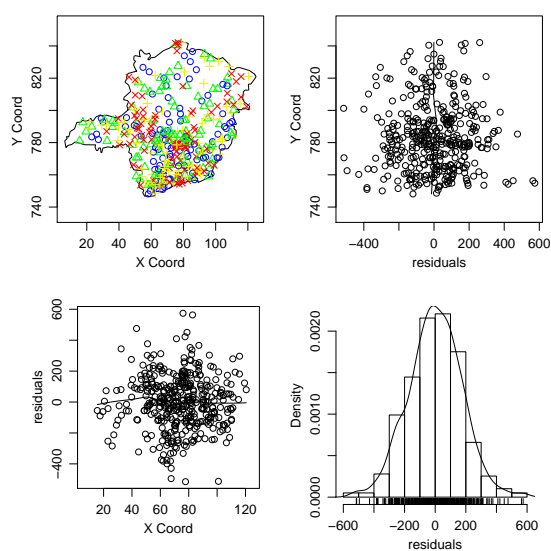 Y Coord
740 780 820
20 40 60 80 100
X Coord
Y Coord
740 780 820
−400 0 200 400 600
residuals
residuals
−400 0 200 600
20 40 60 80 100 120
X Coord
Density
0.0000 0.0010 0.0020
−600 −200 0 200 600
residuals